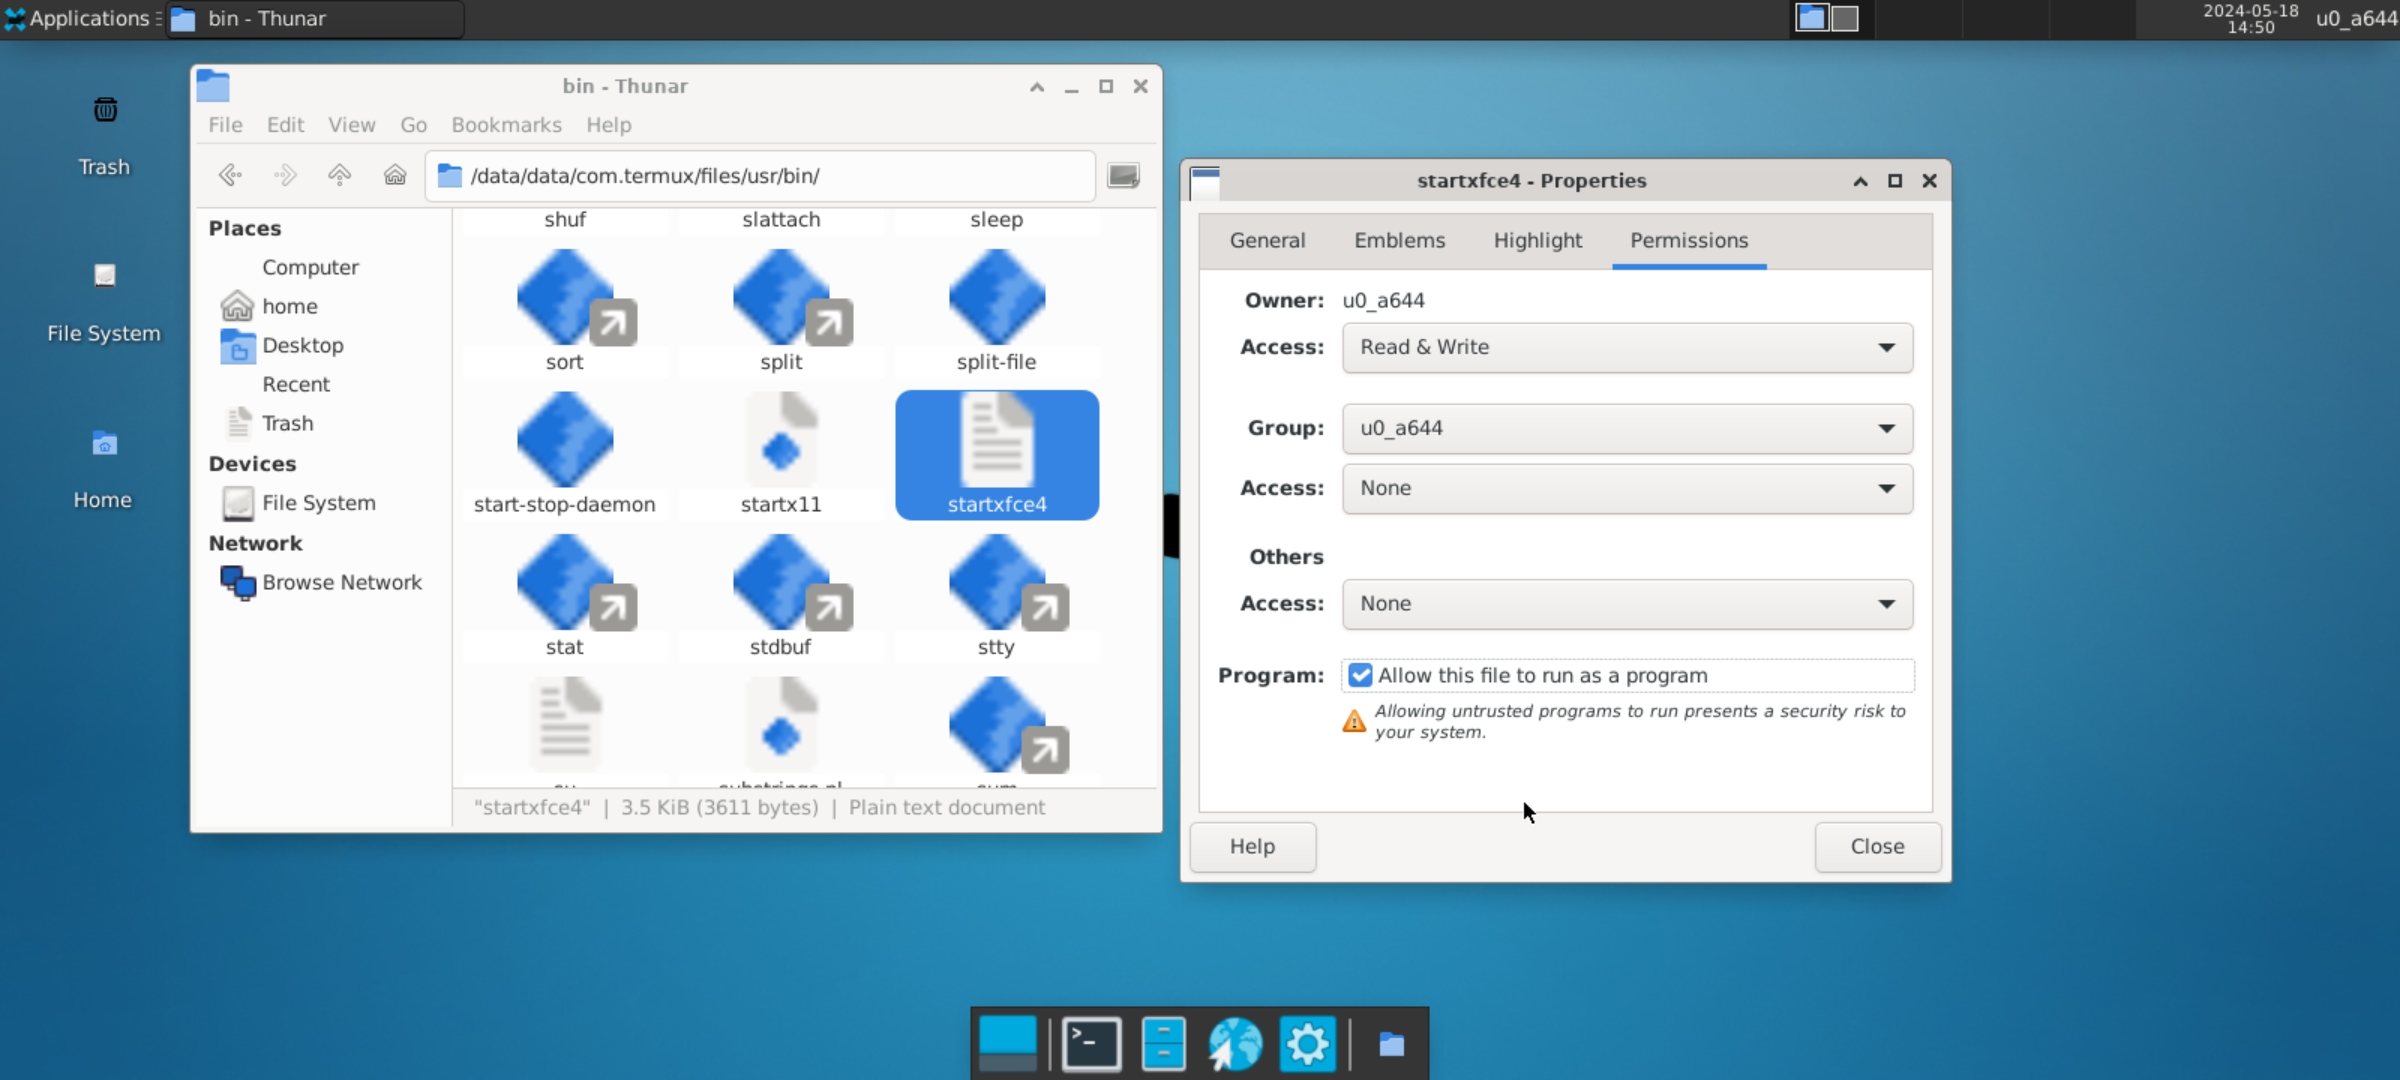 Applications
bin - Thunar
2024-05-18
14:50
u0_a644
Trash
File System
Home
bin - Thunar
File Edit View Go Bookmarks Help
/data/data/com.termux/files/usr/bin/
Places
Computer
home
Desktop
Recent
Trash
Devices
File System
Network
Browse Network
shuf slattach sleep
sort split split-file
start-stop-daemon startx11 startxfce4
stat stdbuf stty
"startxfce4" | 3.5 KiB (3611 bytes) | Plain text document
startxfce4 - Properties
General Emblems Highlight Permissions
Owner: u0_a644
Access: Read & Write
Group: u0_a644
Access: None
Others
Access: None
Program: Allow this file to run as a program
Allowing untrusted programs to run presents a security risk to
your system.
Help Close